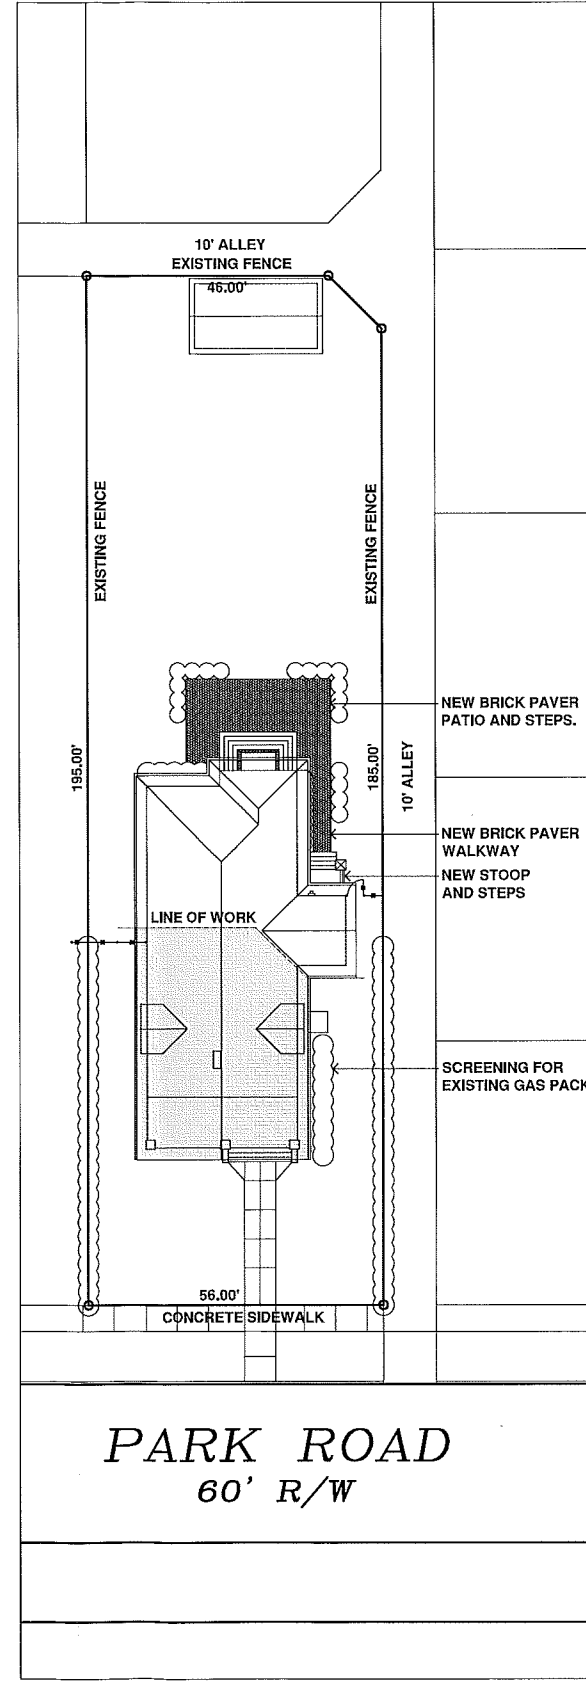 10' ALLEY
EXISTING FENCE
46.00'
EXISTING FENCE
EXISTING FENCE
NEW BRICK PAVER
PATIO AND STEPS.
195.00'
185.00'
10' ALLEY
NEW BRICK PAVER
WALKWAY
NEW STOOP
AND STEPS
LINE OF WORK
SCREENING FOR
EXISTING GAS PACK
56.00'
CONCRETE SIDEWALK
PARK ROAD
60' R/W